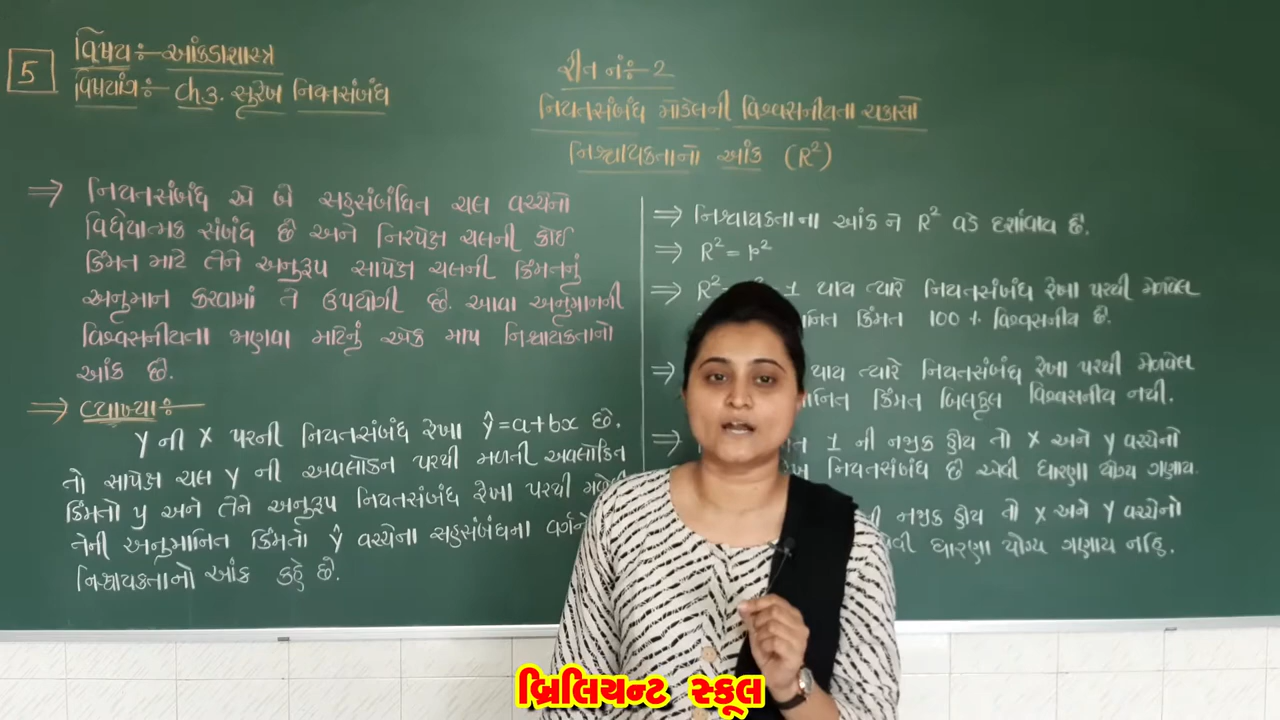 5
વિષય:- આંકડાશાસ્ત્ર
વિષયાંગ:- Ch 3. સુરેખ નિયતસંબંધ
રીત નં:- 2
નિયતસંબંધ મૉડેલની વિશ્વસનીયતા ચકાસો
નિશ્ચાયકતાનો આંક (R²)
⇒ નિયતસંબંધ એ બે સહસંબંધિત ચલ વચ્ચેનો
વિધેયાત્મક સંબંધ છે અને નિરપેક્ષ ચલની કોઈ
કિંમત માટે તેને અનુરૂપ સાપેક્ષ ચલની કિંમતનું
અનુમાન કરવામાં તે ઉપયોગી છે. આવા અનુમાનની
વિશ્વસનીયતા જાણવા માટેનું એક માપ નિશ્ચાયકતાનો
આંક છે.
⇒ વ્યાખ્યા:-
Y ની X પરની નિયતસંબંધ રેખા ŷ = a + bx છે.
તો સાપેક્ષ ચલ Y ની અવલોકન પરથી મળતી અવલોકિત
કિંમતો y અને તેને અનુરૂપ નિયતસંબંધ રેખા પરથી
તેની અનુમાનિત કિંમતો ŷ વચ્ચેના સહસંબંધના
નિશ્ચાયકતાનો આંક કહે છે.
⇒ નિશ્ચાયકતાના આંક ને R² વડે દર્શાવાય છે.
⇒ R² = r²
⇒ 1 થાય ત્યારે નિયતસંબંધ રેખા પરથી મેળવેલ
કિંમત 100 % વિશ્વસનીય છે.
⇒ થાય ત્યારે નિયતસંબંધ રેખા પરથી મેળવેલ
કિંમત બિલકુલ વિશ્વસનીય નથી.
⇒ 1 ની નજીક હોય તો X અને Y વચ્ચેનો
નિયતસંબંધ છે એવી ધારણા યોગ્ય ગણાય.
નજીક હોય તો X અને Y વચ્ચેનો
ધારણા યોગ્ય ગણાય નહિ.
બ્રિલિયન્ટ સ્કૂલ